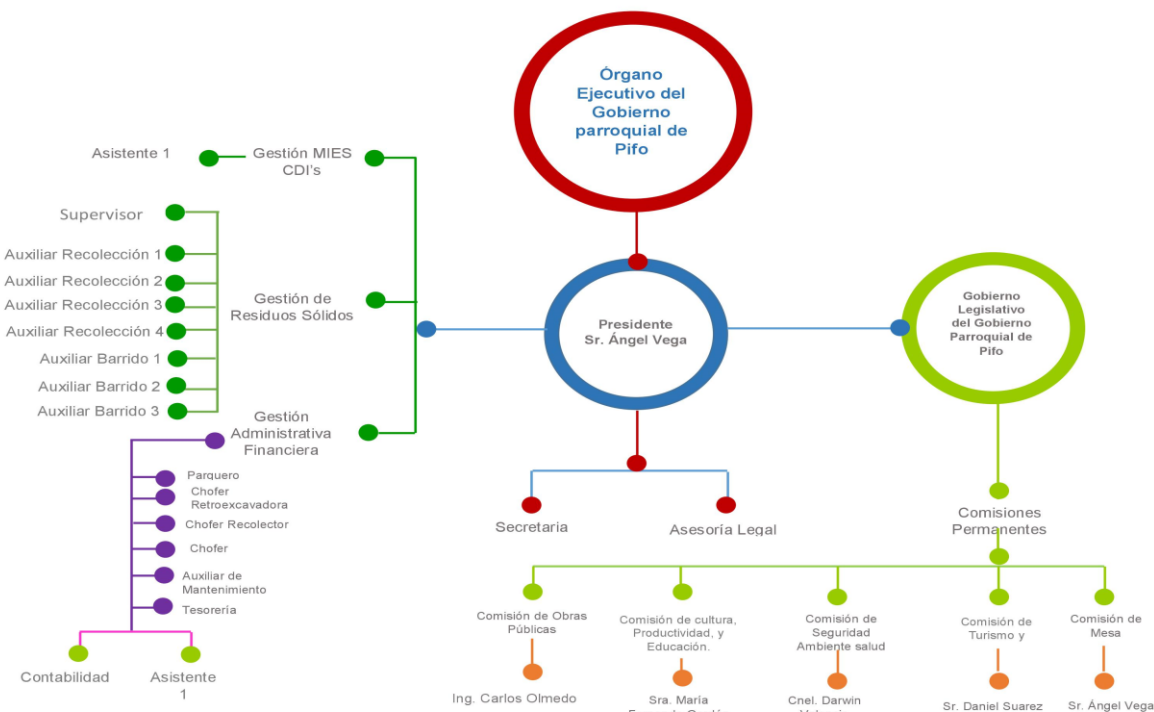 Órgano
Ejecutivo del
Gobierno
parroquial de
Pifo
Asistente 1
Gestión MIES
CDI's
Supervisor
Auxiliar Recolección 1
Auxiliar Recolección 2
Auxiliar Recolección 3
Auxiliar Recolección 4
Auxiliar Barrido 1
Auxiliar Barrido 2
Auxiliar Barrido 3
Gestión de
Residuos Sólidos
Presidente
Sr. Ángel Vega
Gobierno
Legislativo
del Gobierno
Parroquial de
Pifo
Gestión
Administrativa
Financiera
Parquero
Chofer
Retroexcavadora
Chofer Recolector
Chofer
Auxiliar de
Mantenimiento
Tesorería
Contabilidad
Asistente
1
Secretaria
Asesoría Legal
Comisiones
Permanentes
Comisión de Obras
Públicas
Ing. Carlos Olmedo
Comisión de cultura,
Productividad, y
Educación.
Sra. María
Comisión de
Seguridad
Ambiente salud
Cnel. Darwin
Comisión de
Turismo y
Sr. Daniel Suarez
Comisión de
Mesa
Sr. Ángel Vega